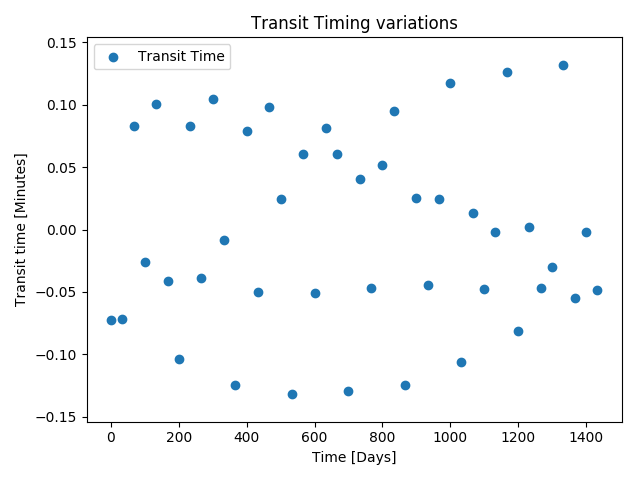 Transit Timing variations
Transit Time
Transit time [Minutes]
0.15
0.10
0.05
0.00
−0.05
−0.10
−0.15
0 200 400 600 800 1000 1200 1400
Time [Days]